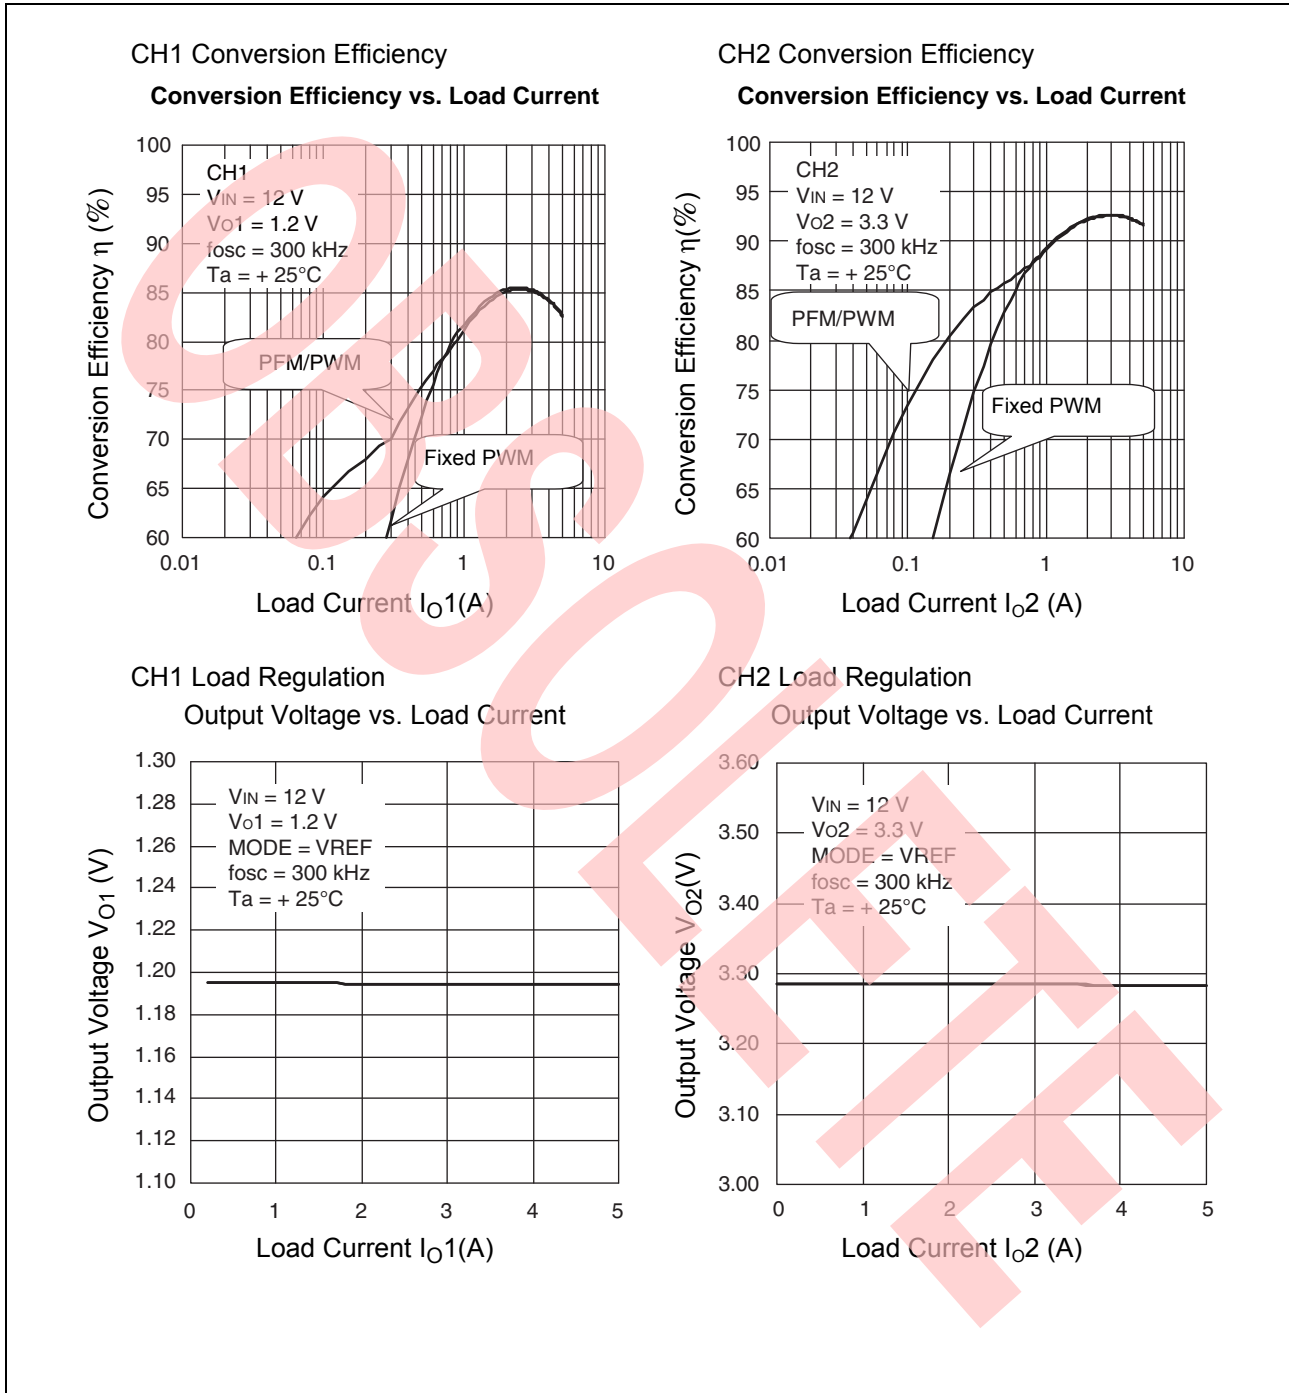 CH1 Conversion Efficiency
Conversion Efficiency vs. Load Current
Conversion Efficiency η (%)
100
95
90
85
80
75
70
65
60
CH1
VIN = 12 V
VO1 = 1.2 V
fosc = 300 kHz
Ta = + 25°C
PFM/PWM
Fixed PWM
0.01
0.1
1
10
Load Current IO1(A)
CH2 Conversion Efficiency
Conversion Efficiency vs. Load Current
Conversion Efficiency η(%)
100
95
90
85
80
75
70
65
60
CH2
VIN = 12 V
VO2 = 3.3 V
fosc = 300 kHz
Ta = + 25°C
PFM/PWM
Fixed PWM
0.01
0.1
1
10
Load Current IO2 (A)
CH1 Load Regulation
Output Voltage vs. Load Current
Output Voltage VO1 (V)
1.30
1.28
1.26
1.24
1.22
1.20
1.18
1.16
1.14
1.12
1.10
VIN = 12 V
VO1 = 1.2 V
MODE = VREF
fosc = 300 kHz
Ta = + 25°C
0 1 2 3 4 5
Load Current IO1(A)
CH2 Load Regulation
Output Voltage vs. Load Current
Output Voltage VO2(V)
3.60
3.50
3.40
3.30
3.20
3.10
3.00
VIN = 12 V
VO2 = 3.3 V
MODE = VREF
fosc = 300 kHz
Ta = + 25°C
0 1 2 3 4 5
Load Current IO2 (A)
OBSOLETE